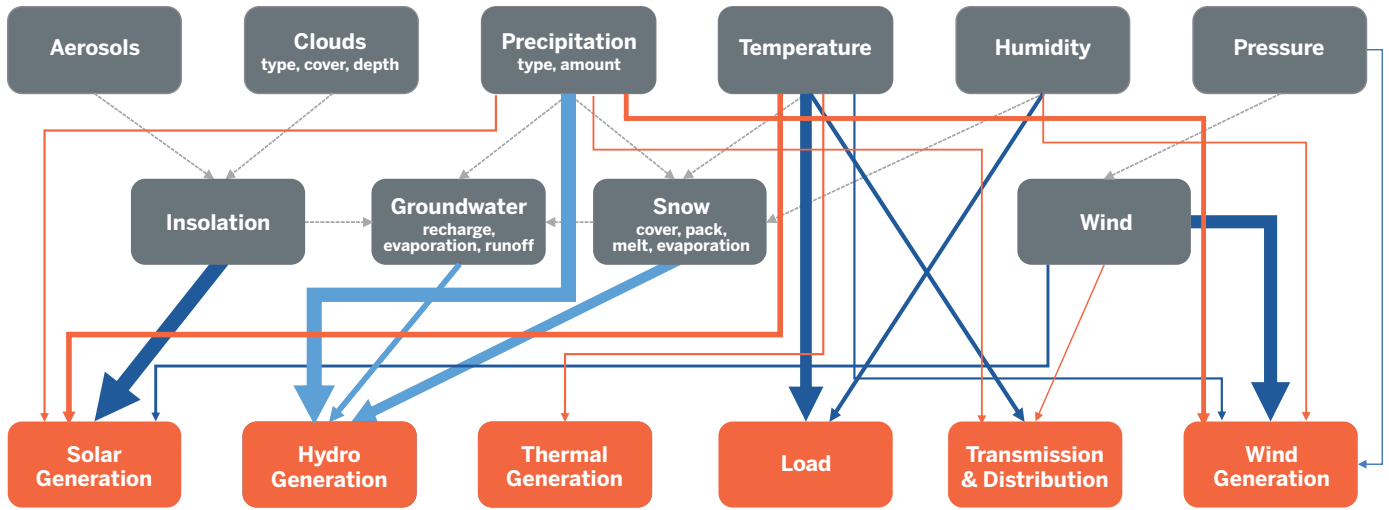 Aerosols
Clouds
type, cover, depth
Precipitation
type, amount
Temperature
Humidity
Pressure
Insolation
Groundwater
recharge,
evaporation, runoff
Snow
cover, pack,
melt, evaporation
Wind
Solar
Generation
Hydro
Generation
Thermal
Generation
Load
Transmission
& Distribution
Wind
Generation